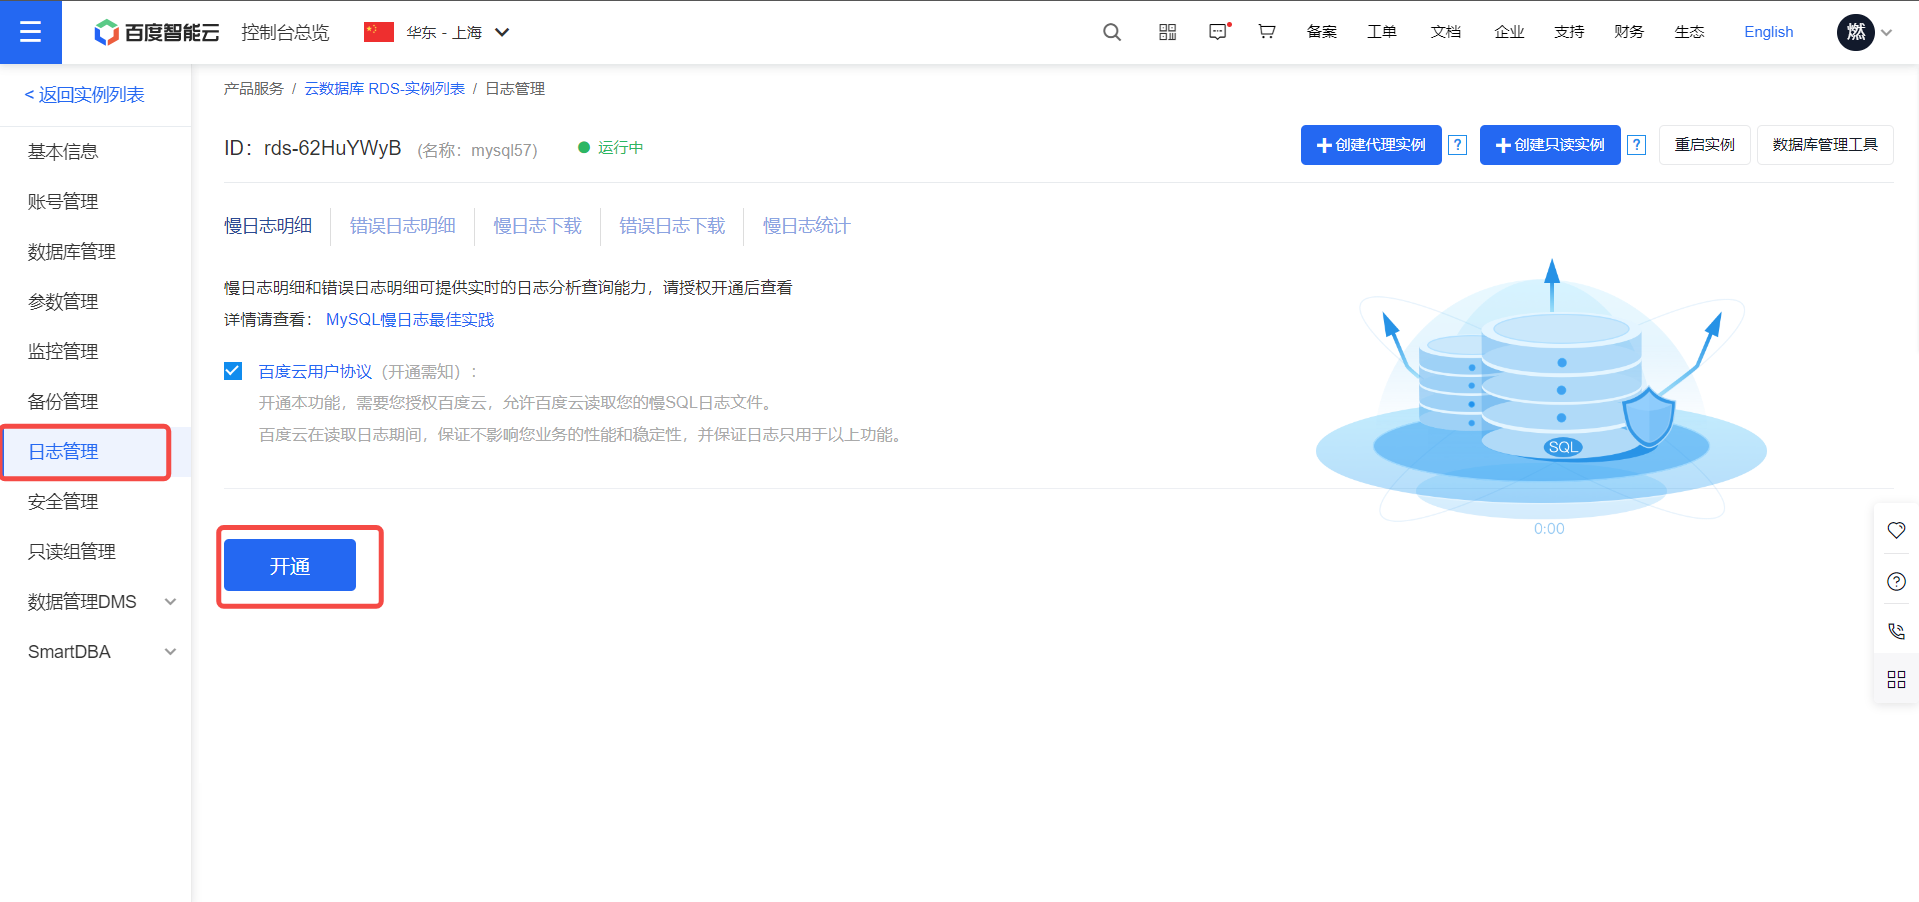 百度智能云 控制台总览 华东 - 上海 备案 工单 文档 企业 支持 财务 生态 English 燃
< 返回实例列表
基本信息
账号管理
数据库管理
参数管理
监控管理
备份管理
日志管理
安全管理
只读组管理
数据管理DMS
SmartDBA
产品服务 / 云数据库 RDS-实例列表 / 日志管理
ID： rds-62HuYWyB （名称：mysql57） 运行中 创建代理实例 ? 创建只读实例 ? 重启实例 数据库管理工具
慢日志明细 错误日志明细 慢日志下载 错误日志下载 慢日志统计
慢日志明细和错误日志明细可提供实时的日志分析查询能力，请授权开通后查看
详情请查看： MySQL慢日志最佳实践
百度云用户协议（开通需知）:
开通本功能，需要您授权百度云，允许百度云读取您的慢SQL日志文件。
百度云在读取日志期间，保证不影响您业务的性能和稳定性，并保证日志只用于以上功能。
SQL
0:00
开通